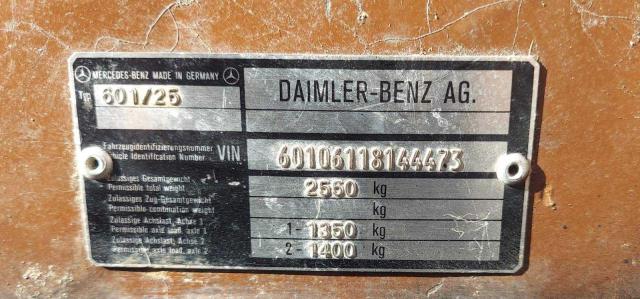 MERCEDES-BENZ MADE IN GERMANY
Typ 601/25
DAIMLER-BENZ AG.
Fahrzeugidentifizierungsnummer
Vehicle Identification Number VIN 60106118144473
Zulässiges Gesamtgewicht
Permissible total weight 2550 kg
Zulässiges Zug-Gesamtgewicht
Permissible combination weight kg
Zulässige Achslast, Achse 1
Permissible axle load, axle 1 1- 1350 kg
Zulässige Achslast, Achse 2
Permissible axle load, axle 2 2- 1400 kg